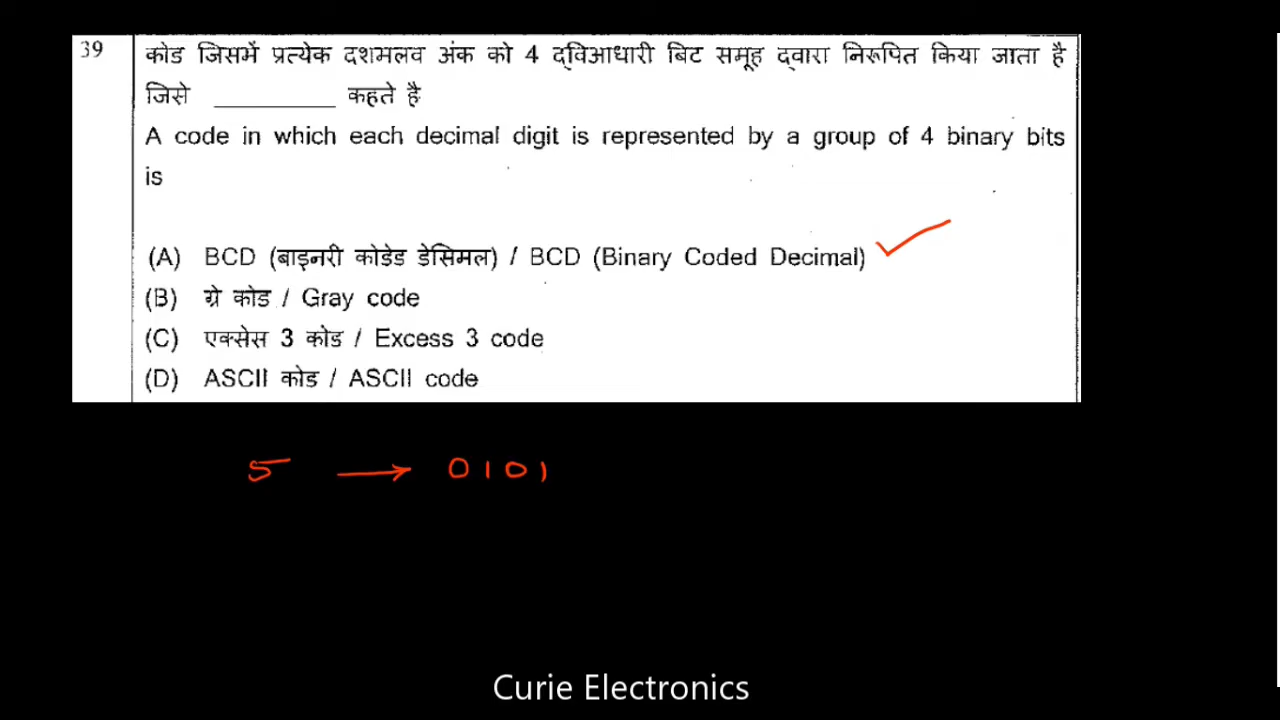 39
कोड जिसमें प्रत्येक दशमलव अंक को 4 द्विआधारी बिट समूह द्वारा निरूपित किया जाता है
जिसे __________ कहते है
A code in which each decimal digit is represented by a group of 4 binary bits
is
(A) BCD (बाइनरी कोडेड डेसिमल) / BCD (Binary Coded Decimal)
(B) ग्रे कोड / Gray code
(C) एक्सेस 3 कोड / Excess 3 code
(D) ASCII कोड / ASCII code
5 → 0101
Curie Electronics